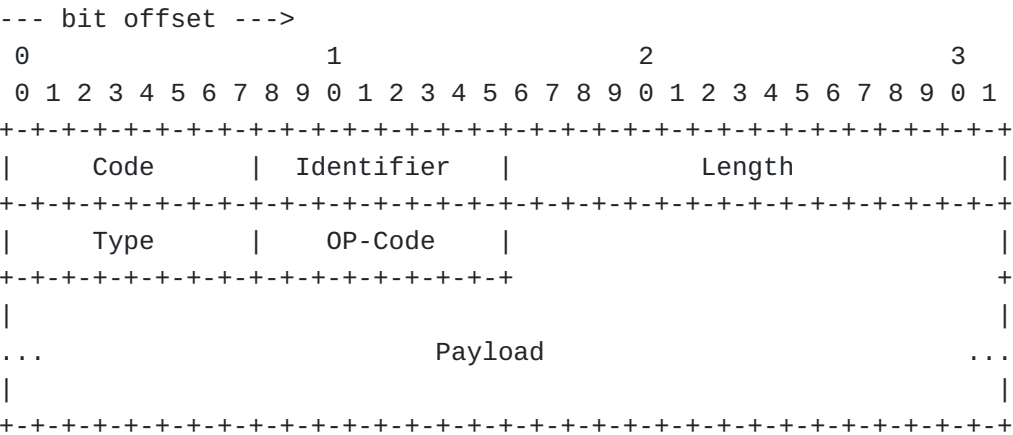 --- bit offset --->
 0                   1                   2                   3
 0 1 2 3 4 5 6 7 8 9 0 1 2 3 4 5 6 7 8 9 0 1 2 3 4 5 6 7 8 9 0 1
+-+-+-+-+-+-+-+-+-+-+-+-+-+-+-+-+-+-+-+-+-+-+-+-+-+-+-+-+-+-+-+-+
|     Code      |  Identifier   |            Length             |
+-+-+-+-+-+-+-+-+-+-+-+-+-+-+-+-+-+-+-+-+-+-+-+-+-+-+-+-+-+-+-+-+
|     Type      |    OP-Code    |                               |
+-+-+-+-+-+-+-+-+-+-+-+-+-+-+-+-+                               +
|                                                               |
...                         Payload                           ...
|                                                               |
+-+-+-+-+-+-+-+-+-+-+-+-+-+-+-+-+-+-+-+-+-+-+-+-+-+-+-+-+-+-+-+-+